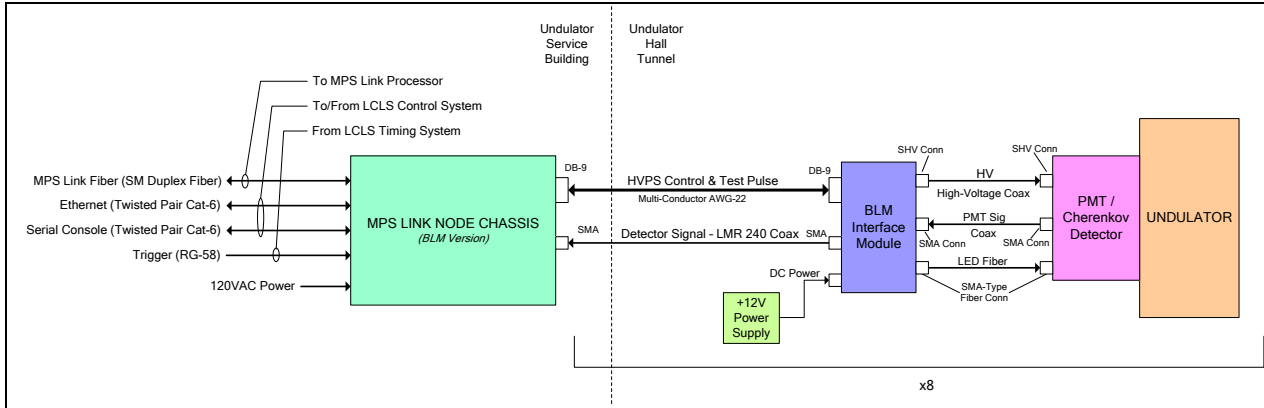 Undulator
Service
Building
Undulator
Hall
Tunnel
To MPS Link Processor
To/From LCLS Control System
From LCLS Timing System
MPS Link Fiber (SM Duplex Fiber)
Ethernet (Twisted Pair Cat-6)
Serial Console (Twisted Pair Cat-6)
Trigger (RG-58)
120VAC Power
MPS LINK NODE CHASSIS
(BLM Version)
DB-9
HVPS Control & Test Pulse
Multi-Conductor AWG-22
DB-9
SMA
Detector Signal - LMR 240 Coax
SMA
DC Power
+12V
Power
Supply
BLM
Interface
Module
SHV Conn
SHV Conn
HV
High-Voltage Coax
PMT Sig
Coax
SMA Conn
SMA Conn
LED Fiber
SMA-Type
Fiber Conn
PMT /
Cherenkov
Detector
UNDULATOR
x8